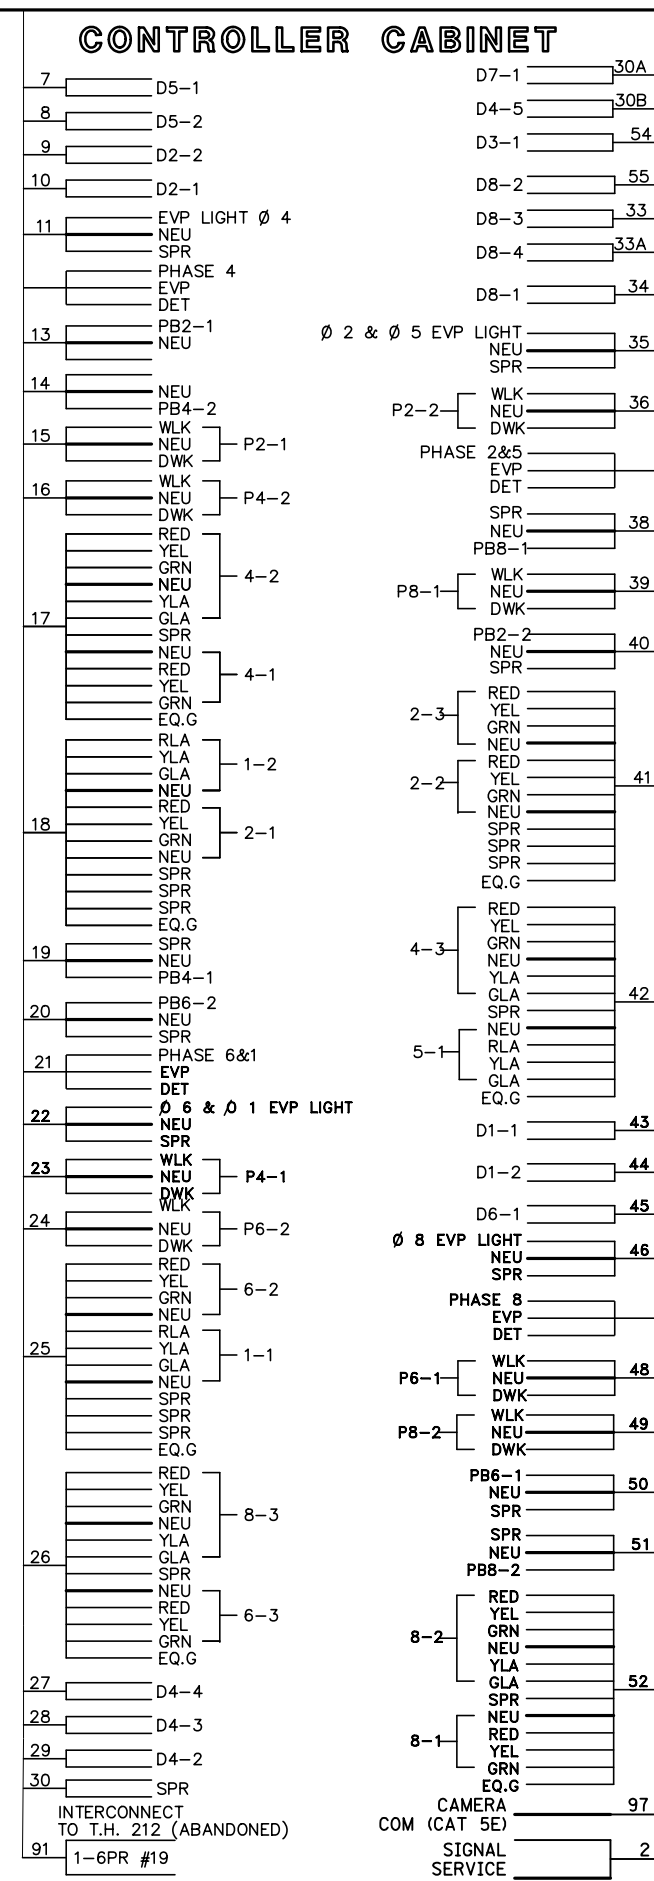 CONTROLLER CABINET
7 D5-1
8 D5-2
9 D2-2
10 D2-1
11 EVP LIGHT Ø 4
NEU
SPR
PHASE 4
EVP
DET
13 PB2-1
NEU
14 NEU
PB4-2
15 WLK
NEU P2-1
DWK
16 WLK
NEU P4-2
DWK
17 RED
YEL
GRN
NEU 4-2
YLA
GLA
SPR
NEU
RED 4-1
YEL
GRN
EQ.G
18 RLA
YLA 1-2
GLA
NEU
RED
YEL 2-1
GRN
NEU
SPR
SPR
SPR
EQ.G
19 SPR
NEU
PB4-1
20 PB6-2
NEU
SPR
21 PHASE 6&1
EVP
DET
22 Ø 6 & Ø 1 EVP LIGHT
NEU
SPR
23 WLK
NEU P4-1
DWK
24 WLK
NEU P6-2
DWK
25 RED
YEL 6-2
GRN
NEU
RLA
YLA 1-1
GLA
NEU
SPR
SPR
SPR
EQ.G
26 RED
YEL
GRN 8-3
NEU
YLA
GLA
SPR
NEU
RED 6-3
YEL
GRN
EQ.G
27 D4-4
28 D4-3
29 D4-2
30 SPR
INTERCONNECT
TO T.H. 212 (ABANDONED)
91 1-6PR #19
D7-1 30A
D4-5 30B
D3-1 54
D8-2 55
D8-3 33
D8-4 33A
D8-1 34
Ø 2 & Ø 5 EVP LIGHT
NEU 35
SPR
WLK
P2-2 NEU 36
DWK
PHASE 2&5
EVP
DET
SPR
NEU 38
PB8-1
WLK
P8-1 NEU 39
DWK
PB2-2
NEU 40
SPR
RED
2-3 YEL
GRN
NEU
RED
2-2 YEL 41
GRN
NEU
SPR
SPR
SPR
EQ.G
RED
YEL
4-3 GRN
NEU
YLA
GLA 42
SPR
NEU
5-1 RLA
YLA
GLA
EQ.G
D1-1 43
D1-2 44
D6-1 45
Ø 8 EVP LIGHT
NEU 46
SPR
PHASE 8
EVP
DET
WLK
P6-1 NEU 48
DWK
WLK
P8-2 NEU 49
DWK
PB6-1
NEU 50
SPR
SPR
NEU 51
PB8-2
RED
YEL
8-2 GRN
NEU
YLA
GLA 52
SPR
NEU
8-1 RED
YEL
GRN
EQ.G
CAMERA 97
COM (CAT 5E)
SIGNAL 2
SERVICE